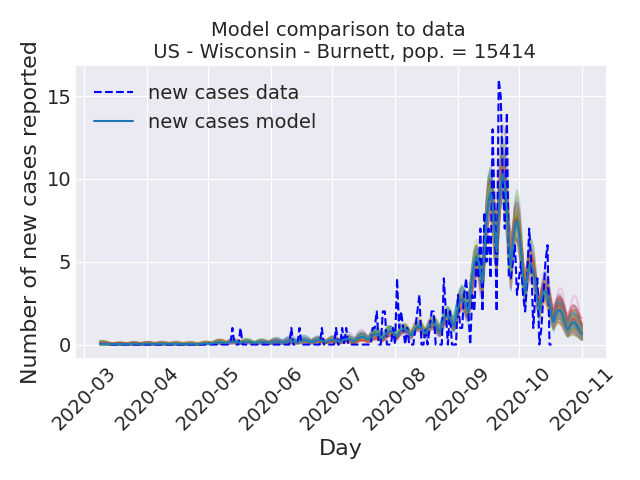 Model comparison to data
US - Wisconsin - Burnett, pop. = 15414
Number of new cases reported
15
10
5
0
new cases data
new cases model
2020-03
2020-04
2020-05
2020-06
2020-07
2020-08
2020-09
2020-10
2020-11
Day